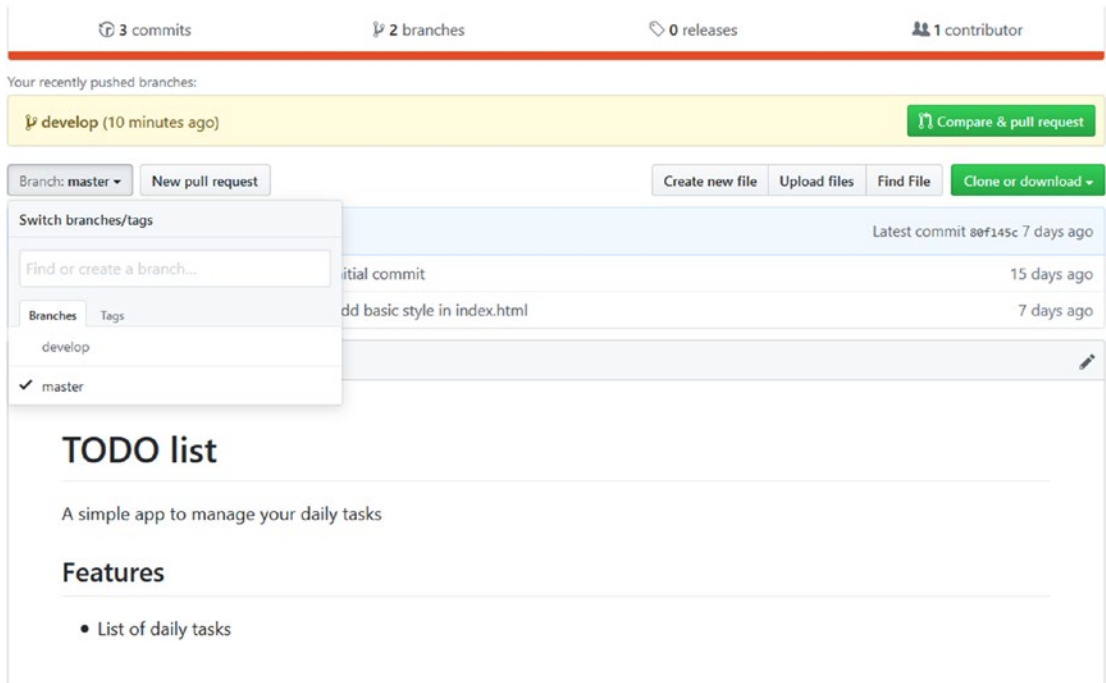 3 commits 2 branches 0 releases 1 contributor
Your recently pushed branches:
develop (10 minutes ago) Compare & pull request
Branch: master New pull request Create new file Upload files Find File Clone or download
Switch branches/tags
Latest commit 80f145c 7 days ago
Find or create a branch...
itial commit 15 days ago
Branches Tags
dd basic style in index.html 7 days ago
develop
master
TODO list
A simple app to manage your daily tasks
Features
• List of daily tasks